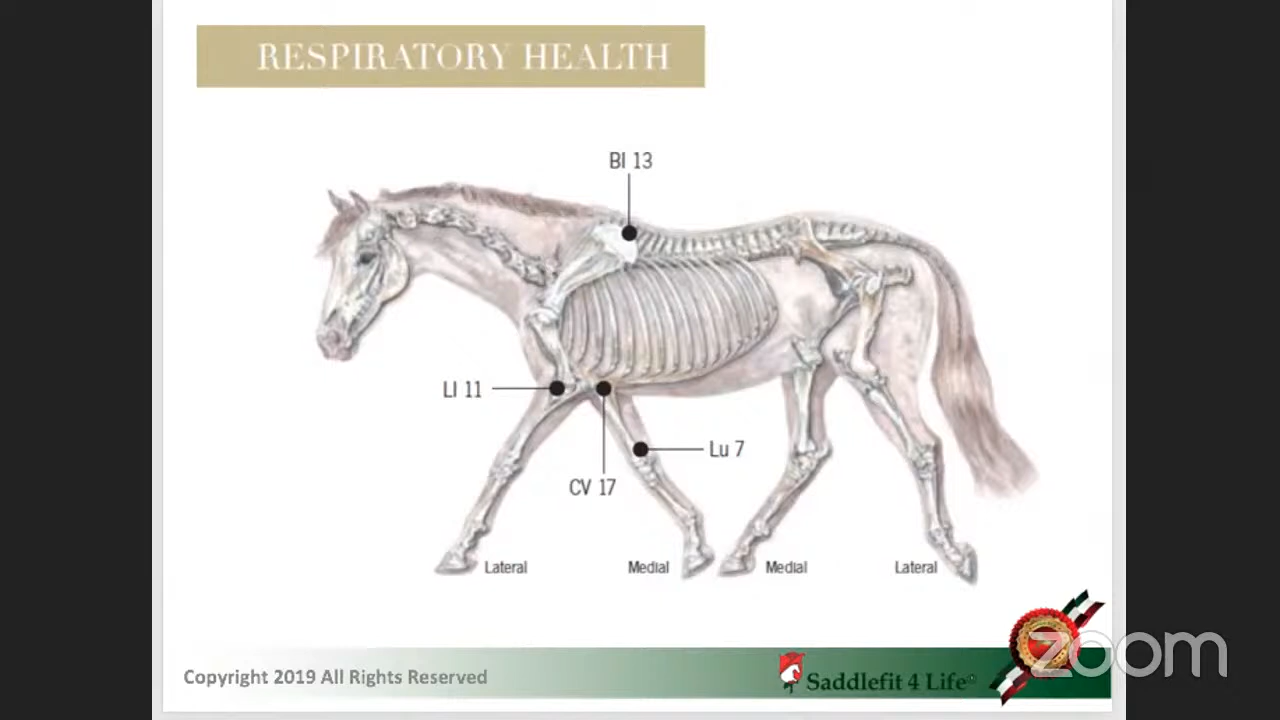 RESPIRATORY HEALTH
Bl 13
LI 11
Lu 7
CV 17
Lateral
Medial
Medial
Lateral
Copyright 2019 All Rights Reserved
Saddlefit 4 Life
zoom